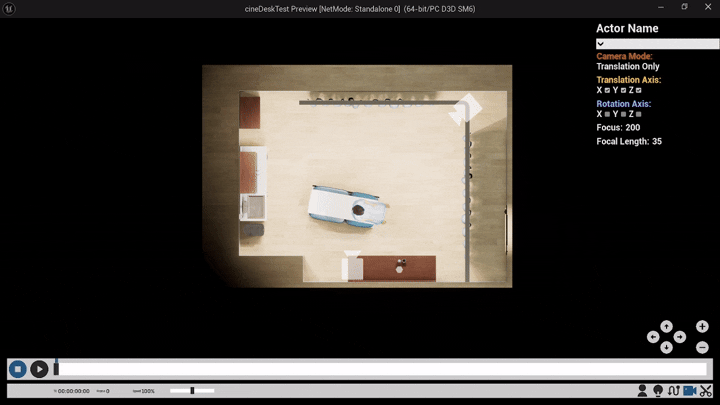 cineDeskTest Preview [NetMode: Standalone 0] (64-bit/PC D3D SM6)
Actor Name
Camera Mode:
Translation Only
Translation Axis:
X Y Z
Rotation Axis:
X Y Z
Focus: 200
Focal Length: 35
00:00:00:00
0
100%